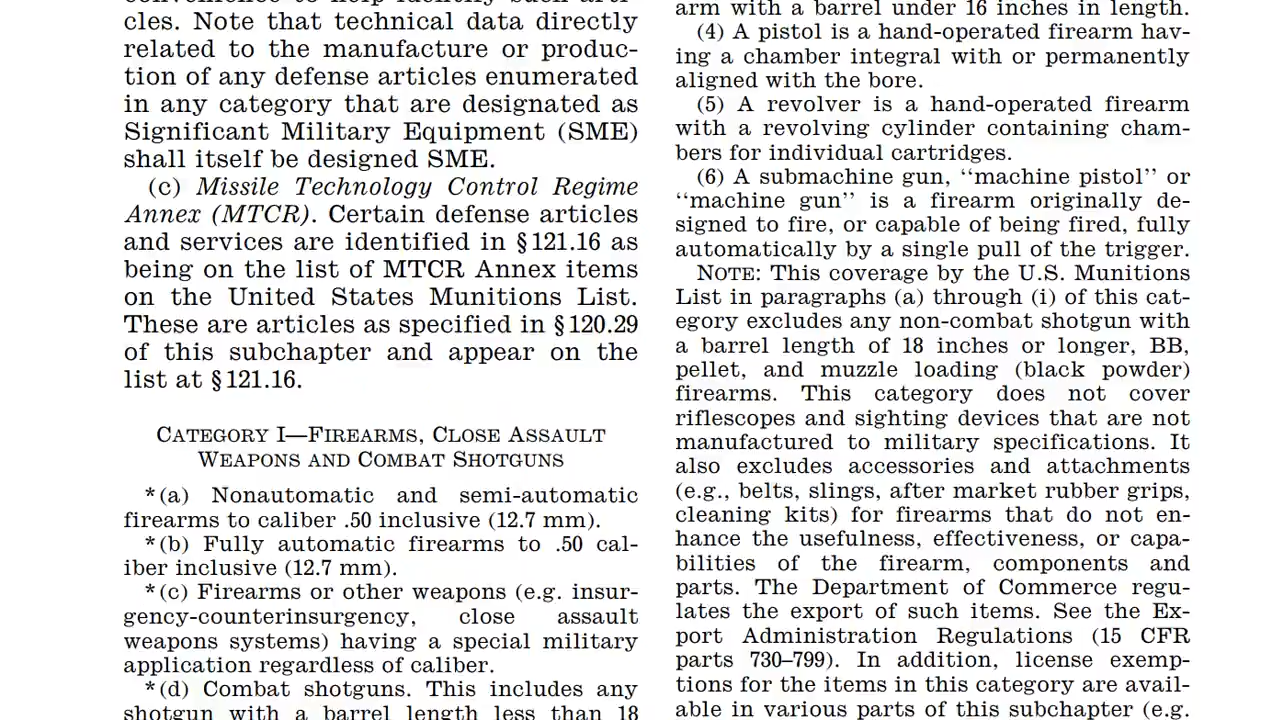 convenience to help identify such arti-
cles. Note that technical data directly
related to the manufacture or produc-
tion of any defense articles enumerated
in any category that are designated as
Significant Military Equipment (SME)
shall itself be designed SME.
(c) Missile Technology Control Regime
Annex (MTCR). Certain defense articles
and services are identified in § 121.16 as
being on the list of MTCR Annex items
on the United States Munitions List.
These are articles as specified in § 120.29
of this subchapter and appear on the
list at § 121.16.
CATEGORY I—FIREARMS, CLOSE ASSAULT
WEAPONS AND COMBAT SHOTGUNS
*(a) Nonautomatic and semi-automatic
firearms to caliber .50 inclusive (12.7 mm).
*(b) Fully automatic firearms to .50 cal-
iber inclusive (12.7 mm).
*(c) Firearms or other weapons (e.g. insur-
gency-counterinsurgency, close assault
weapons systems) having a special military
application regardless of caliber.
*(d) Combat shotguns. This includes any
shotgun with a barrel length less than 18
arm with a barrel under 16 inches in length.
(4) A pistol is a hand-operated firearm hav-
ing a chamber integral with or permanently
aligned with the bore.
(5) A revolver is a hand-operated firearm
with a revolving cylinder containing cham-
bers for individual cartridges.
(6) A submachine gun, ‘‘machine pistol’’ or
‘‘machine gun’’ is a firearm originally de-
signed to fire, or capable of being fired, fully
automatically by a single pull of the trigger.
NOTE: This coverage by the U.S. Munitions
List in paragraphs (a) through (i) of this cat-
egory excludes any non-combat shotgun with
a barrel length of 18 inches or longer, BB,
pellet, and muzzle loading (black powder)
firearms. This category does not cover
riflescopes and sighting devices that are not
manufactured to military specifications. It
also excludes accessories and attachments
(e.g., belts, slings, after market rubber grips,
cleaning kits) for firearms that do not en-
hance the usefulness, effectiveness, or capa-
bilities of the firearm, components and
parts. The Department of Commerce regu-
lates the export of such items. See the Ex-
port Administration Regulations (15 CFR
parts 730–799). In addition, license exemp-
tions for the items in this category are avail-
able in various parts of this subchapter (e.g.